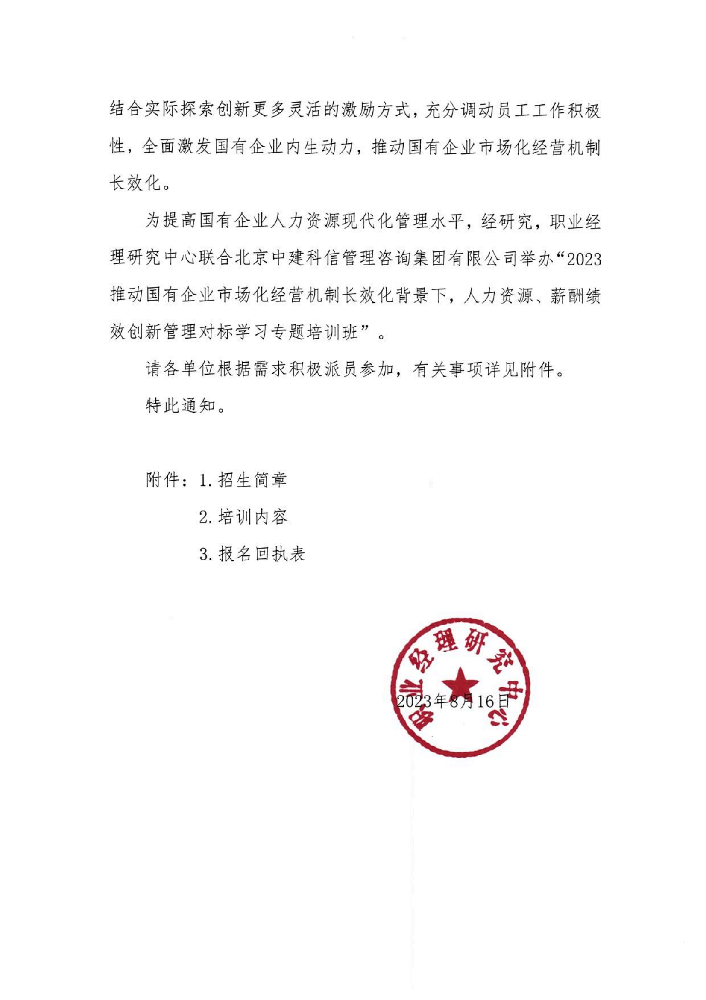 结合实际探索创新更多灵活的激励方式，充分调动员工工作积极
性，全面激发国有企业内生动力，推动国有企业市场化经营机制
长效化。
为提高国有企业人力资源现代化管理水平，经研究，职业经
理研究中心联合北京中建科信管理咨询集团有限公司举办“2023
推动国有企业市场化经营机制长效化背景下，人力资源、薪酬绩
效创新管理对标学习专题培训班”。
请各单位根据需求积极派员参加，有关事项详见附件。
特此通知。
附件：1.招生简章
2.培训内容
3.报名回执表
职业经理研究中心
2023年8月16日